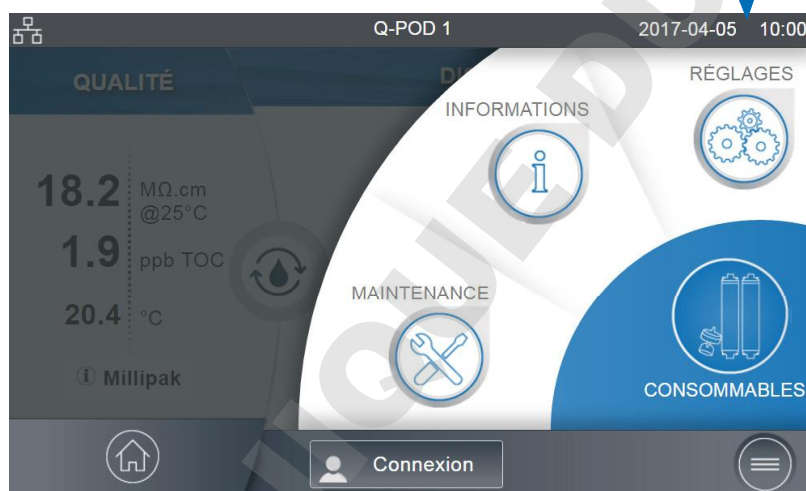 Q-POD 1
2017-04-05 10:00
QUALITÉ
RÉGLAGES
INFORMATIONS
18.2 MΩ.cm
@25°C
1.9 ppb TOC
MAINTENANCE
20.4 °C
i Millipak
CONSOMMABLES
Connexion